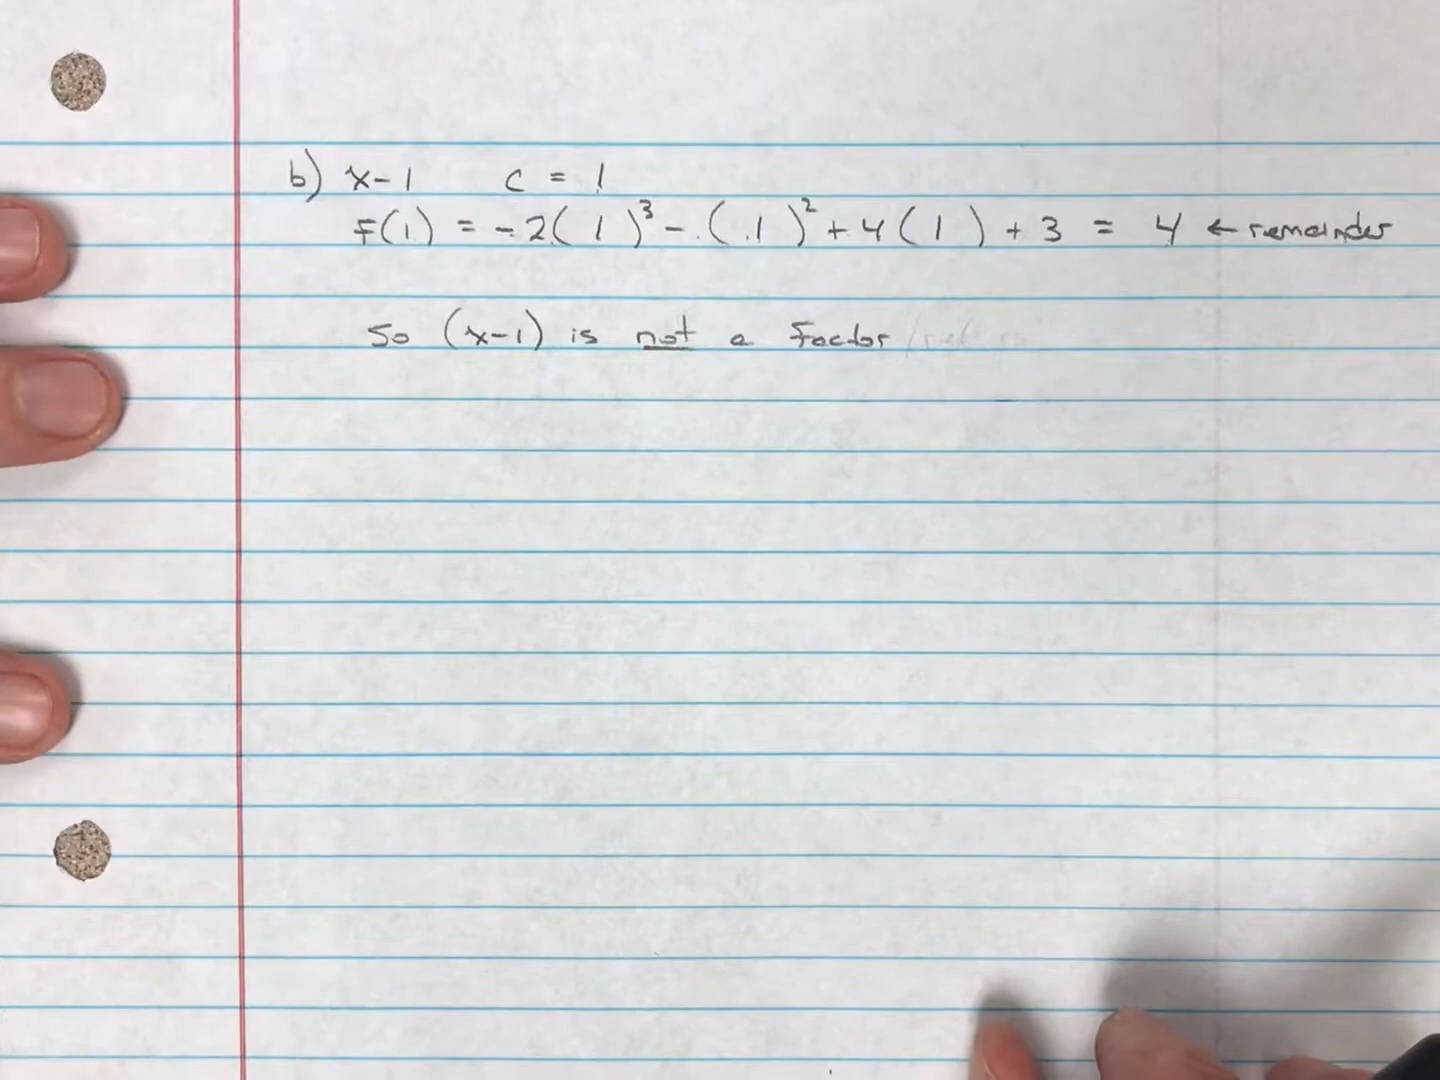 b) x-1 c = 1
F(1) = -2(1)³ - (1)² + 4(1) + 3 = 4 ← remainder
So (x-1) is not a factor